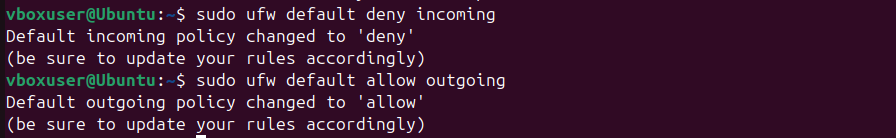 vboxuser@Ubuntu:~$ sudo ufw default deny incoming
Default incoming policy changed to 'deny'
(be sure to update your rules accordingly)
vboxuser@Ubuntu:~$ sudo ufw default allow outgoing
Default outgoing policy changed to 'allow'
(be sure to update your rules accordingly)